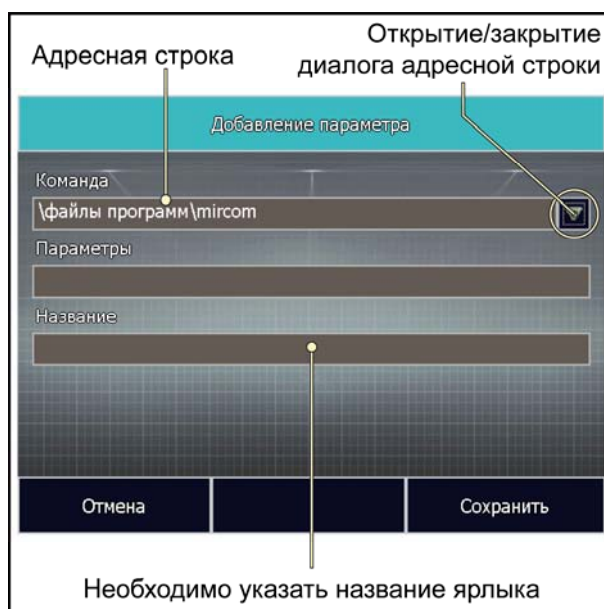 Адресная строка
Открытие/закрытие
диалога адресной строки
Добавление параметра
Команда
\файлы программ\mircom
Параметры
Название
Отмена
Сохранить
Необходимо указать название ярлыка